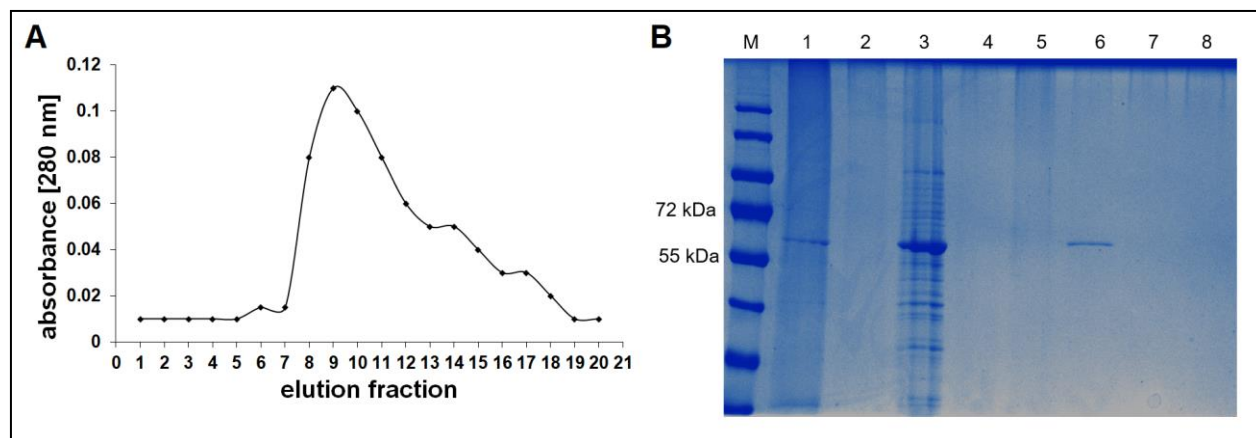 A
absorbance [280 nm]
0.12
0.1
0.08
0.06
0.04
0.02
0
0 1 2 3 4 5 6 7 8 9 10 11 12 13 14 15 16 17 18 19 20 21
elution fraction
B
M 1 2 3 4 5 6 7 8
72 kDa
55 kDa